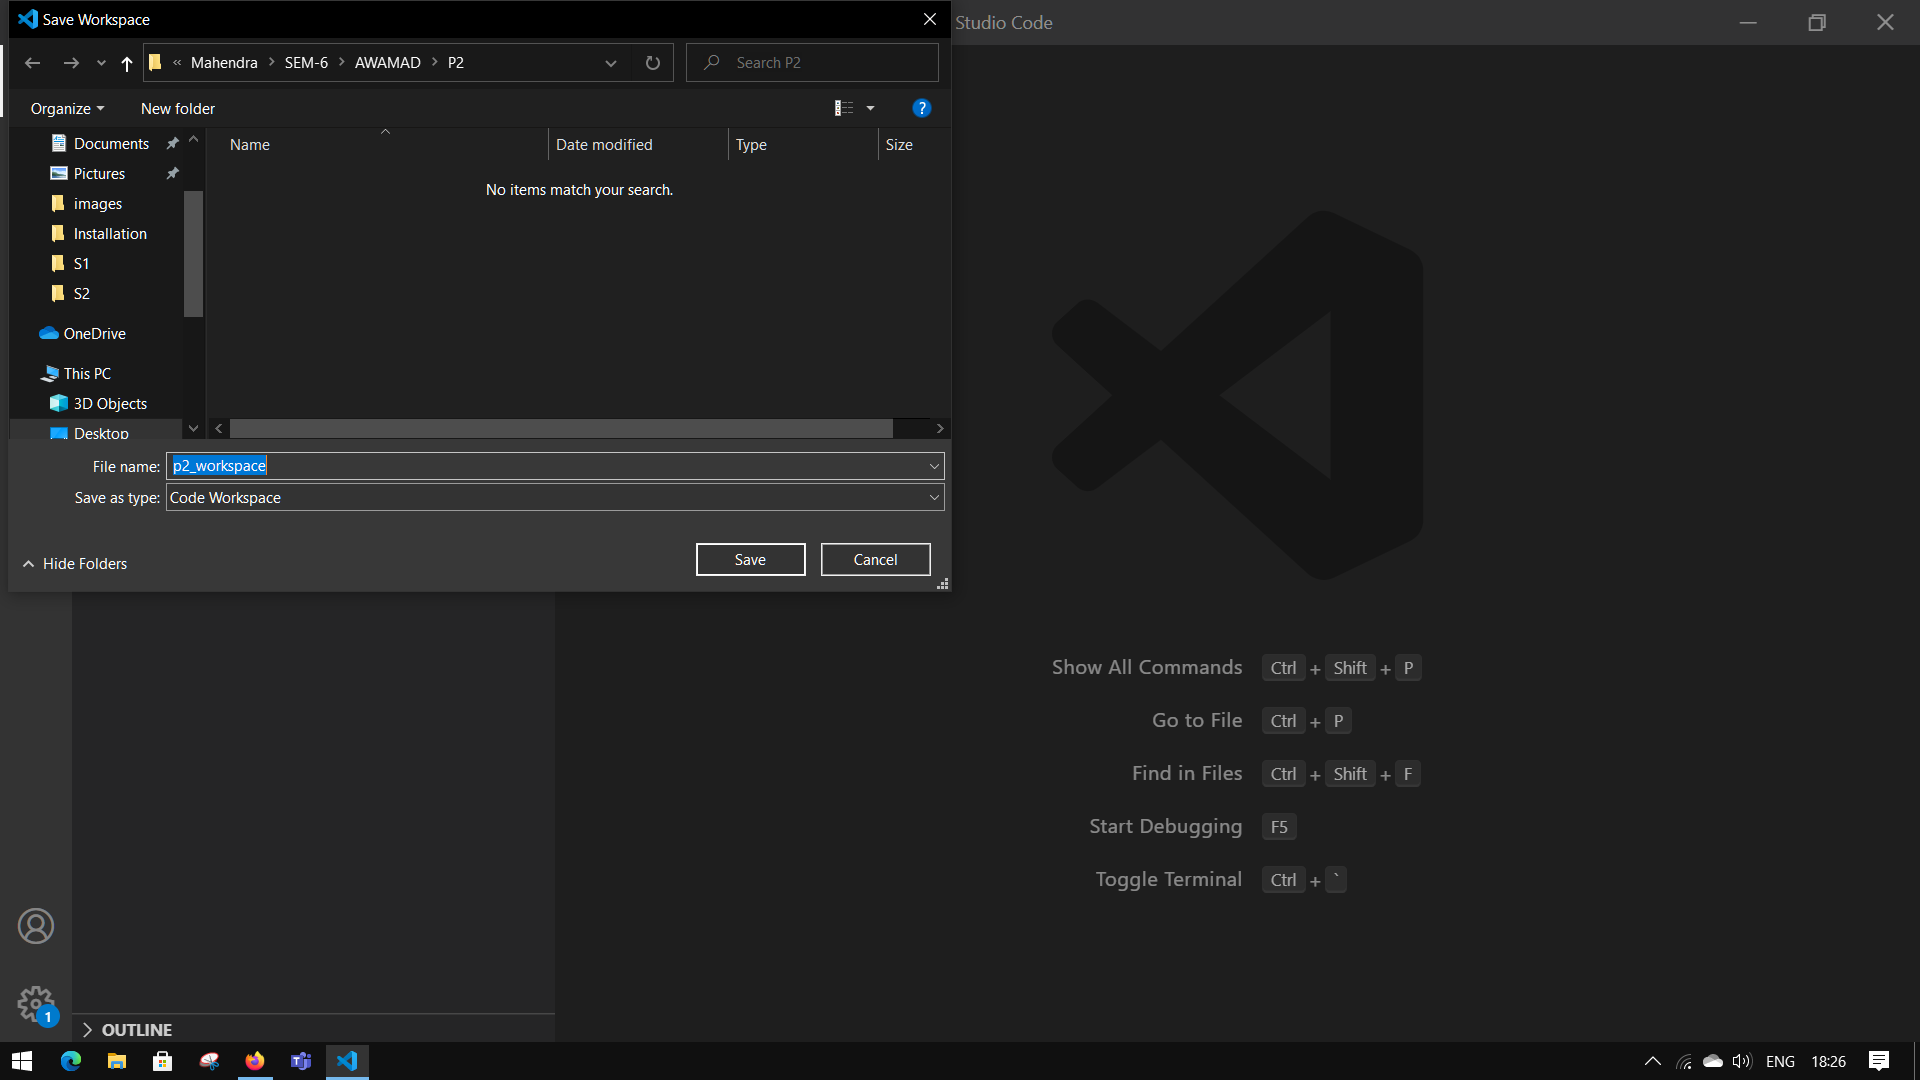 Save Workspace
Studio Code
« Mahendra > SEM-6 > AWAMAD > P2
Search P2
Organize
New folder
?
Documents
Pictures
images
Installation
S1
S2
OneDrive
This PC
3D Objects
Desktop
Name
Date modified
Type
Size
No items match your search.
File name: p2_workspace
Save as type: Code Workspace
Hide Folders
Save
Cancel
Show All Commands Ctrl + Shift + P
Go to File Ctrl + P
Find in Files Ctrl + Shift + F
Start Debugging F5
Toggle Terminal Ctrl + `
1
OUTLINE
ENG
18:26